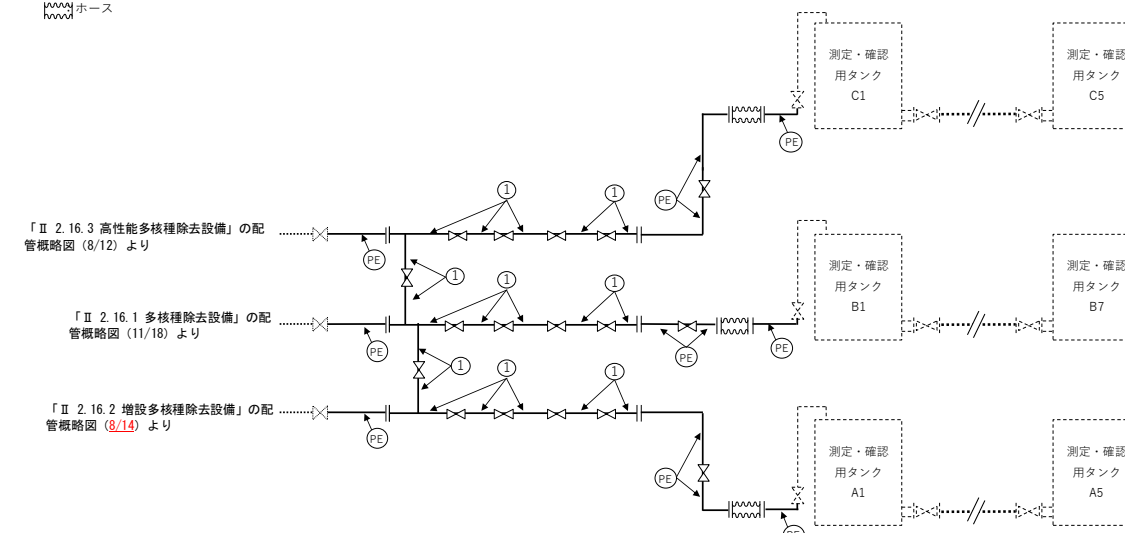 ホース
測定・確認
用タンク
C1
測定・確認
用タンク
C5
PE
①
①
PE
「Ⅱ 2.16.3 高性能多核種除去設備」の配
管概略図（8/12）より
PE
①
測定・確認
用タンク
B1
測定・確認
用タンク
B7
①
①
「Ⅱ 2.16.1 多核種除去設備」の配
管概略図（11/18）より
PE
PE
PE
①
①
①
「Ⅱ 2.16.2 増設多核種除去設備」の配
管概略図（8/14）より
PE
測定・確認
用タンク
A1
測定・確認
用タンク
A5
PE
PE